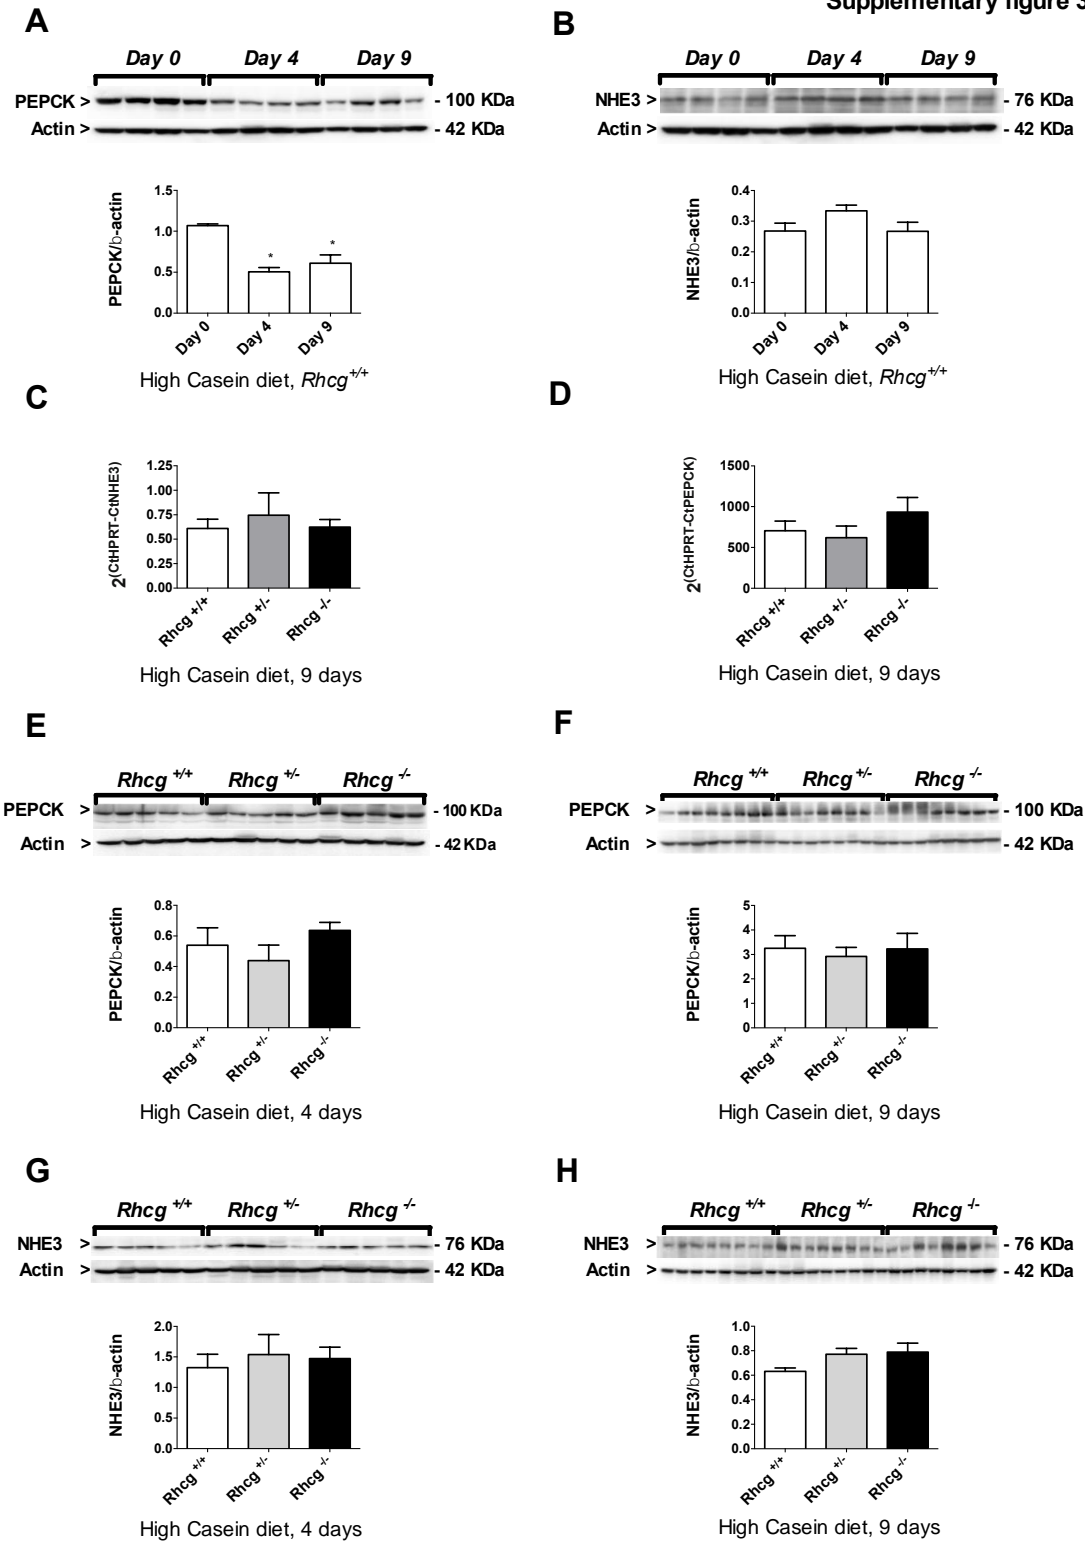 Supplementary figure 3
A
Day 0 Day 4 Day 9
PEPCK > - 100 KDa
Actin > - 42 KDa
PEPCK/b-actin
1.5
1.0
0.5
0.0
* *
Day 0 Day 4 Day 9
High Casein diet, Rhcg+/+
B
Day 0 Day 4 Day 9
NHE3 > - 76 KDa
Actin > - 42 KDa
NHE3/b-actin
0.4
0.3
0.2
0.1
0.0
Day 0 Day 4 Day 9
High Casein diet, Rhcg+/+
C
2(CtHPRT-CtNHE3)
1.25
1.00
0.75
0.50
0.25
0.00
Rhcg +/+ Rhcg +/- Rhcg -/-
High Casein diet, 9 days
D
2(CtHPRT-CtPEPCK)
1500
1000
500
0
Rhcg +/+ Rhcg +/- Rhcg -/-
High Casein diet, 9 days
E
Rhcg +/+ Rhcg +/- Rhcg -/-
PEPCK > - 100 KDa
Actin > - 42 KDa
PEPCK/b-actin
0.8
0.6
0.4
0.2
0.0
Rhcg +/+ Rhcg +/- Rhcg -/-
High Casein diet, 4 days
F
Rhcg +/+ Rhcg +/- Rhcg -/-
PEPCK > - 100 KDa
Actin > - 42 KDa
PEPCK/b-actin
5
4
3
2
1
0
Rhcg +/+ Rhcg +/- Rhcg -/-
High Casein diet, 9 days
G
Rhcg +/+ Rhcg +/- Rhcg -/-
NHE3 > - 76 KDa
Actin > - 42 KDa
NHE3/b-actin
2.0
1.5
1.0
0.5
0.0
Rhcg +/+ Rhcg +/- Rhcg -/-
High Casein diet, 4 days
H
Rhcg +/+ Rhcg +/- Rhcg -/-
NHE3 > - 76 KDa
Actin > - 42 KDa
NHE3/b-actin
1.0
0.8
0.6
0.4
0.2
0.0
Rhcg +/+ Rhcg +/- Rhcg -/-
High Casein diet, 9 days